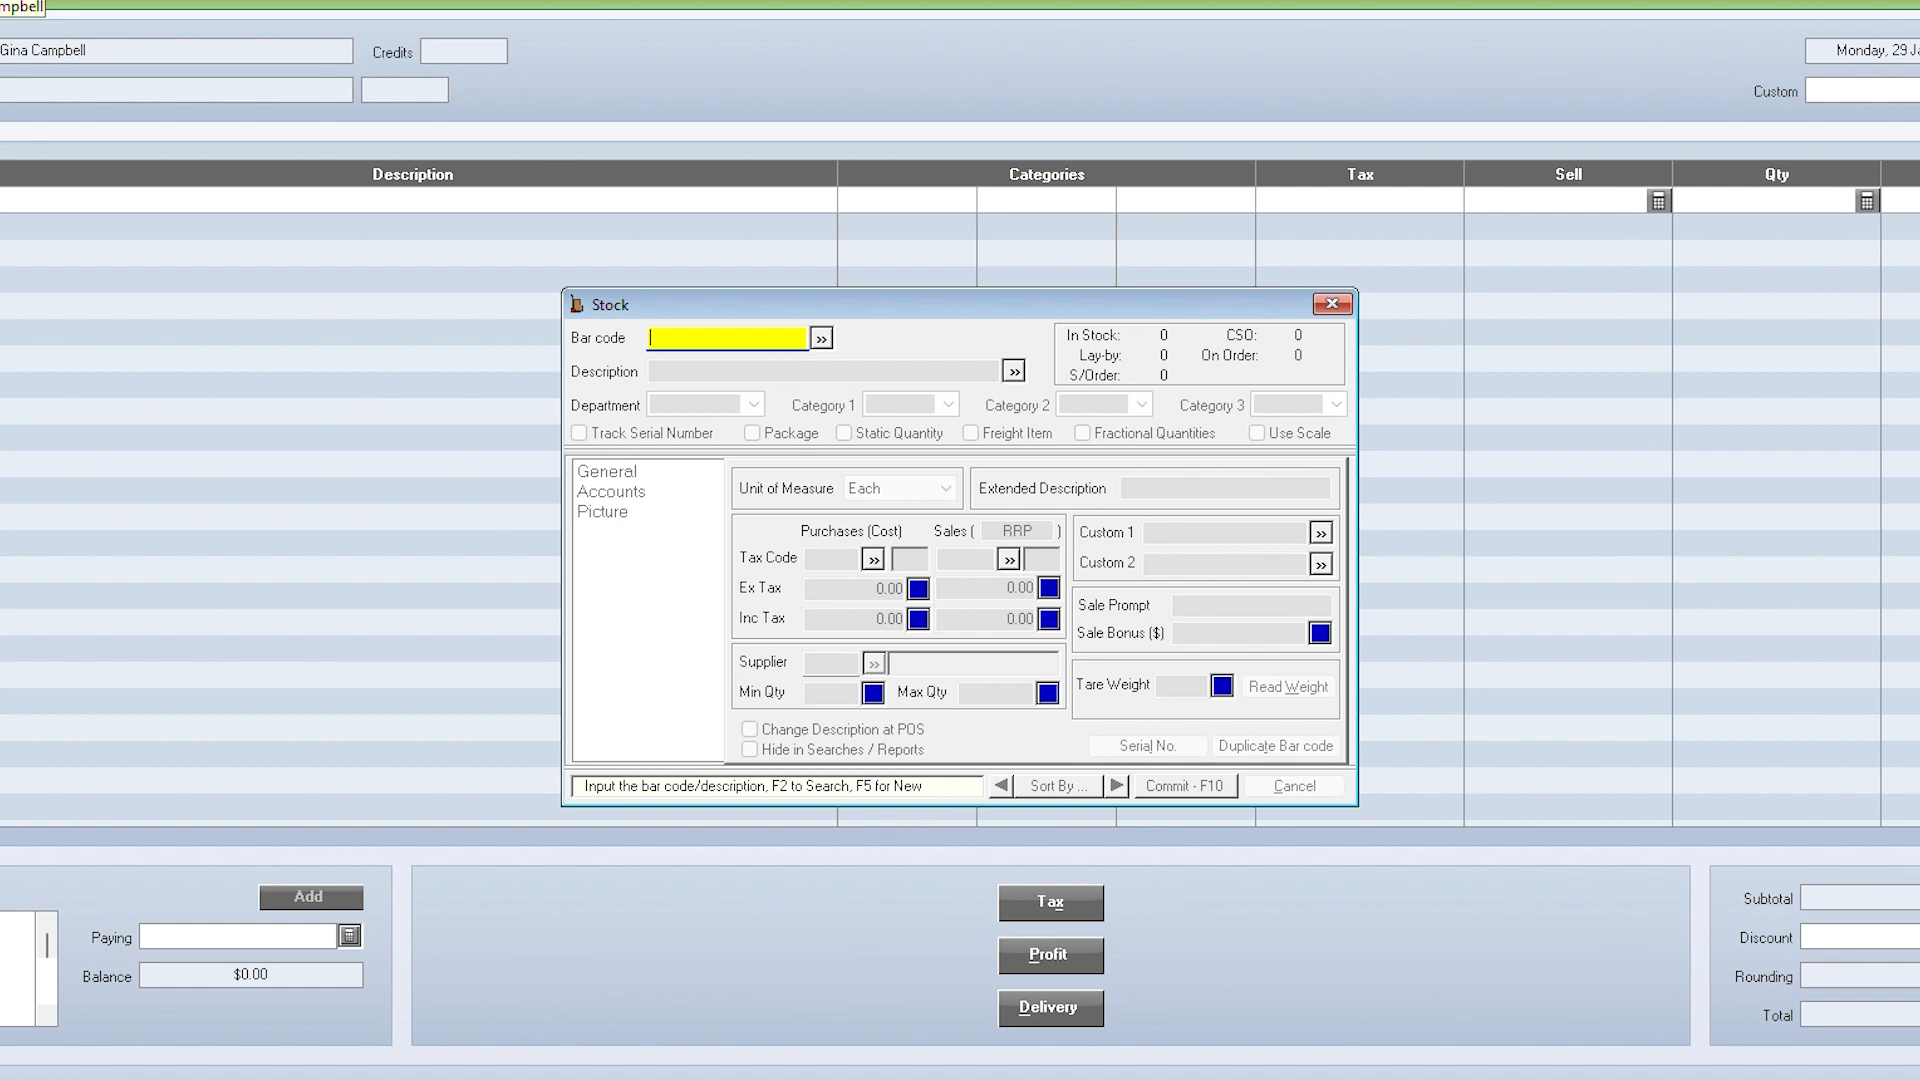 mpbell
Gina Campbell
Credits
Monday, 29 Ja
Custom
Description Categories Tax Sell Qty
Stock
Bar code >>
In Stock: 0 CSO: 0
Lay-by: 0 On Order: 0
S/Order: 0
Description >>
Department Category 1 Category 2 Category 3
Track Serial Number Package Static Quantity Freight Item Fractional Quantities Use Scale
General
Accounts
Picture
Unit of Measure Each Extended Description
Purchases (Cost) Sales ( RRP )
Tax Code >> >>
Ex Tax 0.00 0.00
Inc Tax 0.00 0.00
Custom 1 >>
Custom 2 >>
Sale Prompt
Sale Bonus ($)
Supplier >>
Min Qty Max Qty
Tare Weight Read Weight
Change Description at POS
Hide in Searches / Reports
Serial No. Duplicate Bar code
Input the bar code/description, F2 to Search, F5 for New Sort By ... Commit - F10 Cancel
Add
Paying
Balance $0.00
Tax
Profit
Delivery
Subtotal
Discount
Rounding
Total